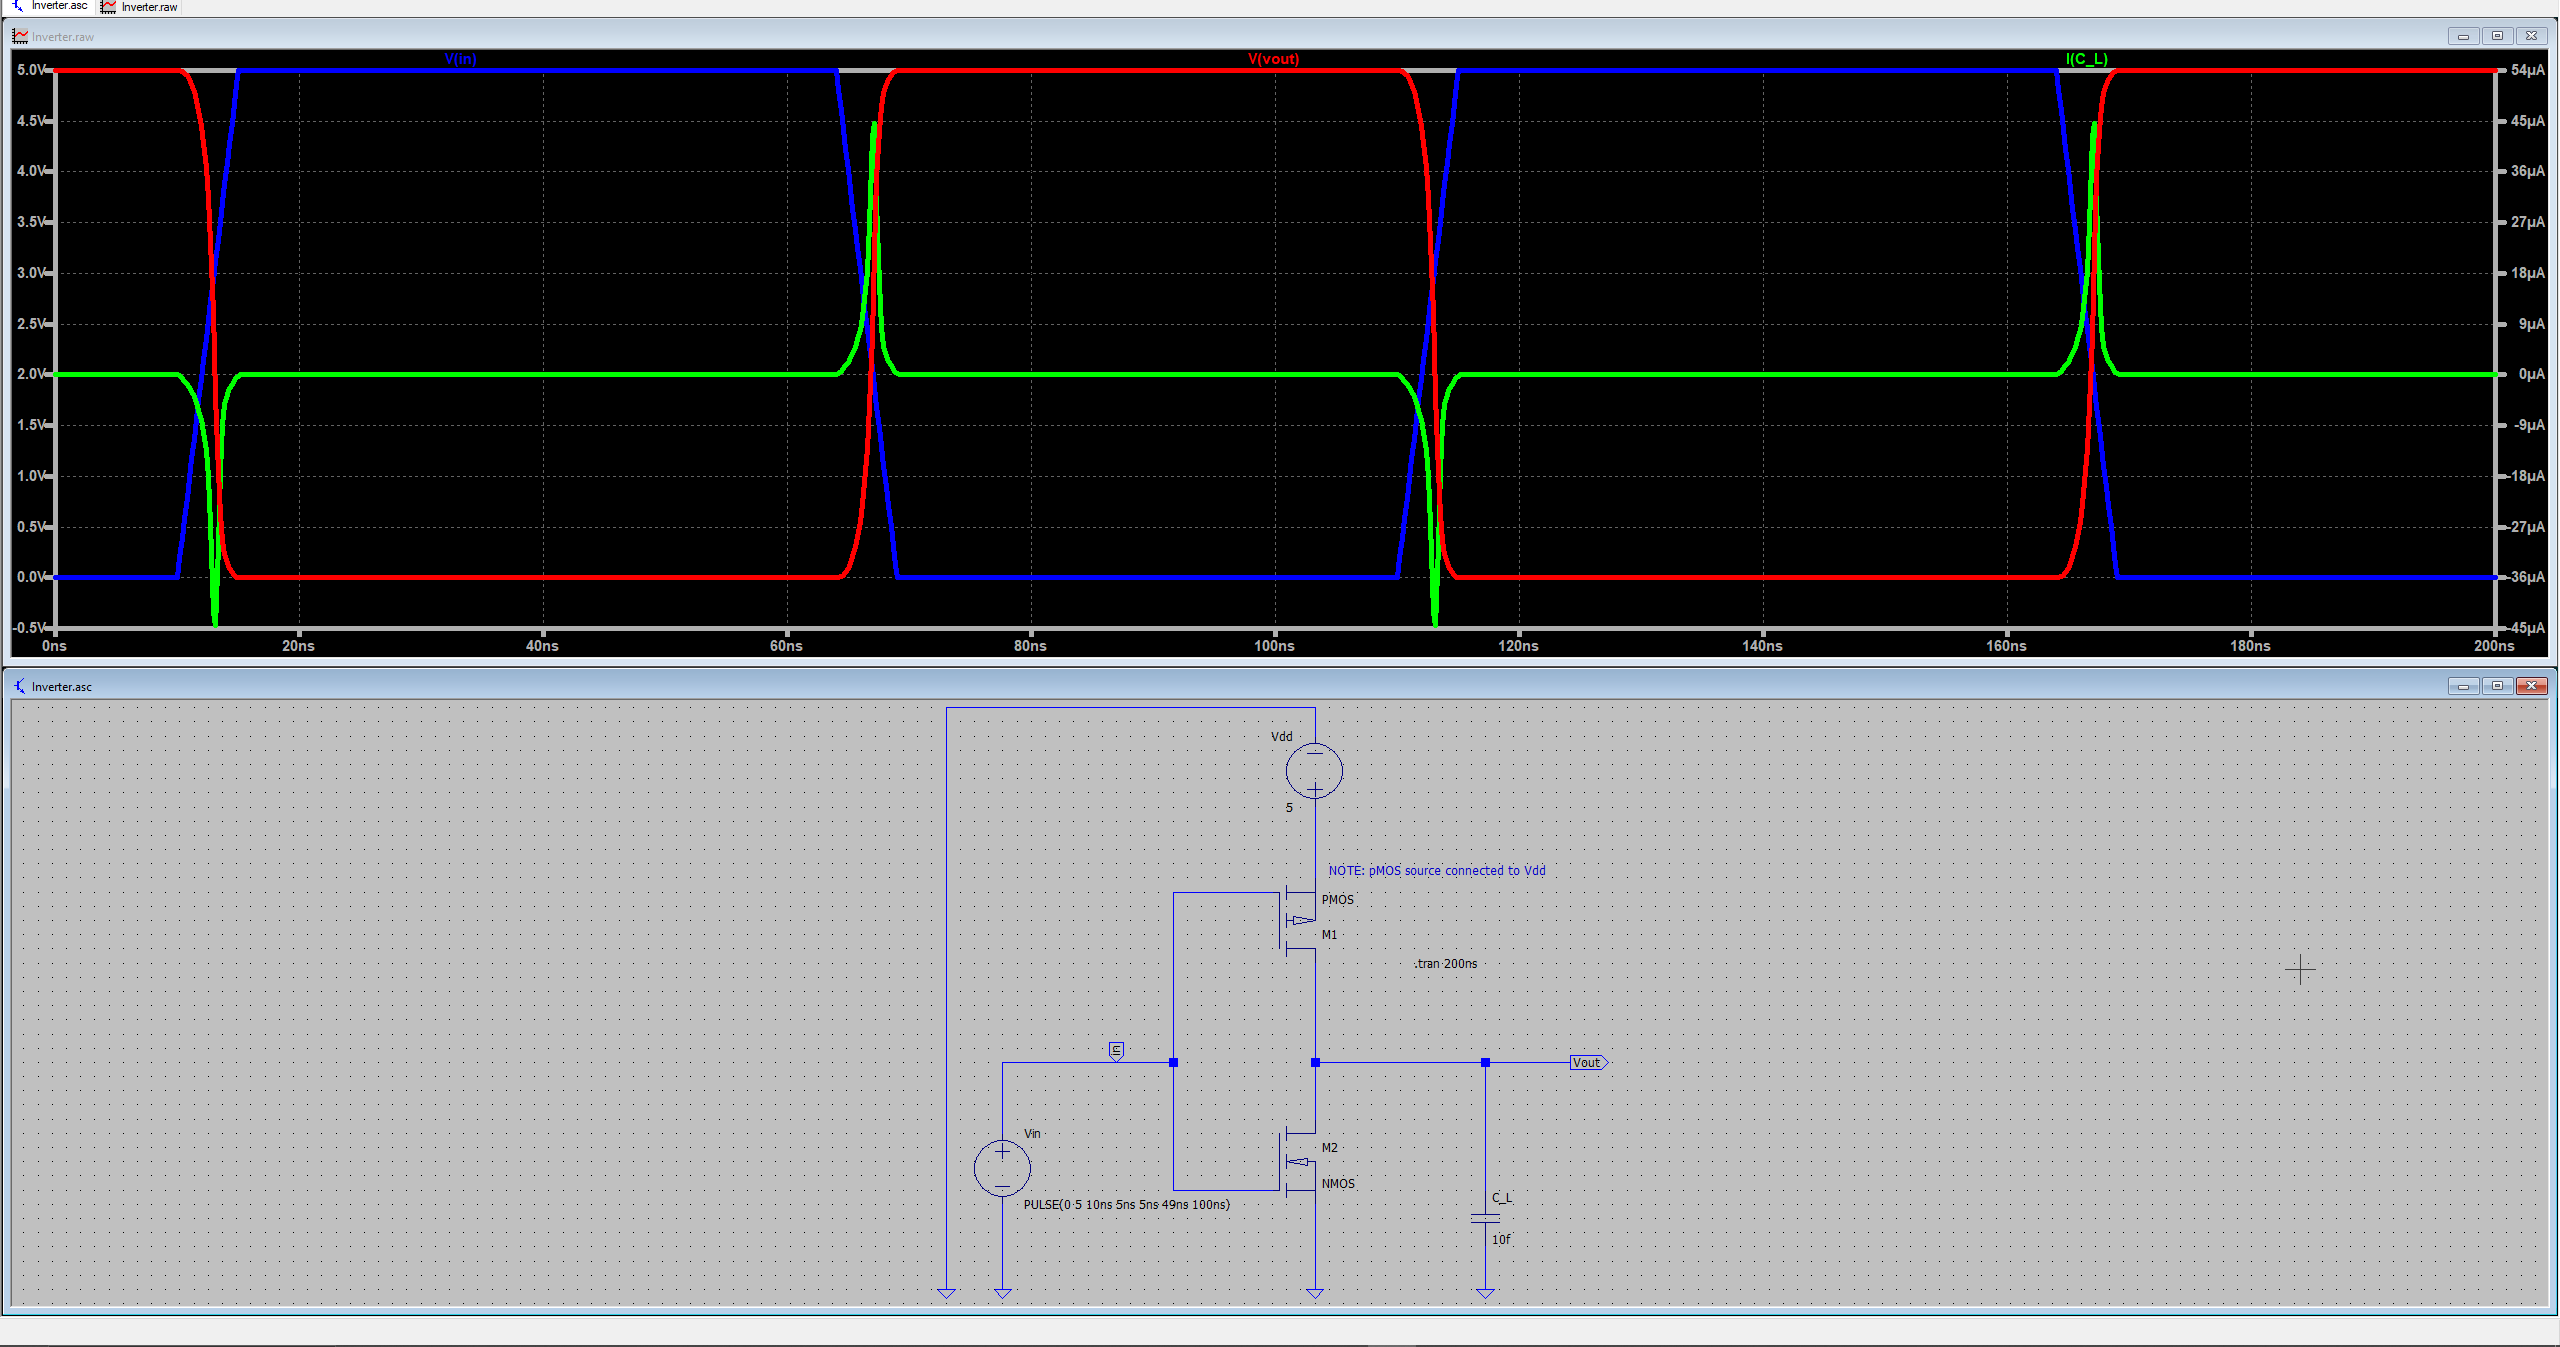 Inverter.asc Inverter.raw
Inverter.raw
V(in) V(vout) I(C_L)
5.0V 54µA
4.5V 45µA
4.0V 36µA
3.5V 27µA
3.0V 18µA
2.5V 9µA
2.0V 0µA
1.5V -9µA
1.0V -18µA
0.5V -27µA
0.0V -36µA
-0.5V -45µA
0ns 20ns 40ns 60ns 80ns 100ns 120ns 140ns 160ns 180ns 200ns
Inverter.asc
Vdd
5
NOTE: pMOS source connected to Vdd
PMOS
M1
.tran 200ns
in
Vout
Vin
M2
NMOS
PULSE(0 5 10ns 5ns 5ns 49ns 100ns)
C_L
10f